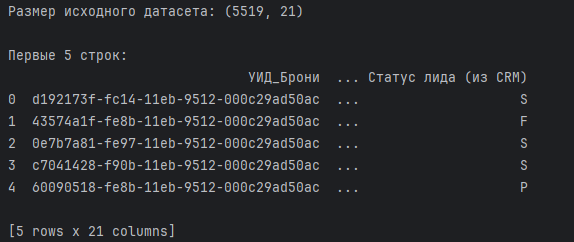 Размер исходного датасета: (5519, 21)
Первые 5 строк:
УИД_Брони ... Статус лида (из CRM)
0 d192173f-fc14-11eb-9512-000c29ad50ac ... S
1 43574a1f-fe8b-11eb-9512-000c29ad50ac ... F
2 0e7b7a81-fe97-11eb-9512-000c29ad50ac ... S
3 c7041428-f90b-11eb-9512-000c29ad50ac ... S
4 60090518-fe8b-11eb-9512-000c29ad50ac ... P
[5 rows x 21 columns]